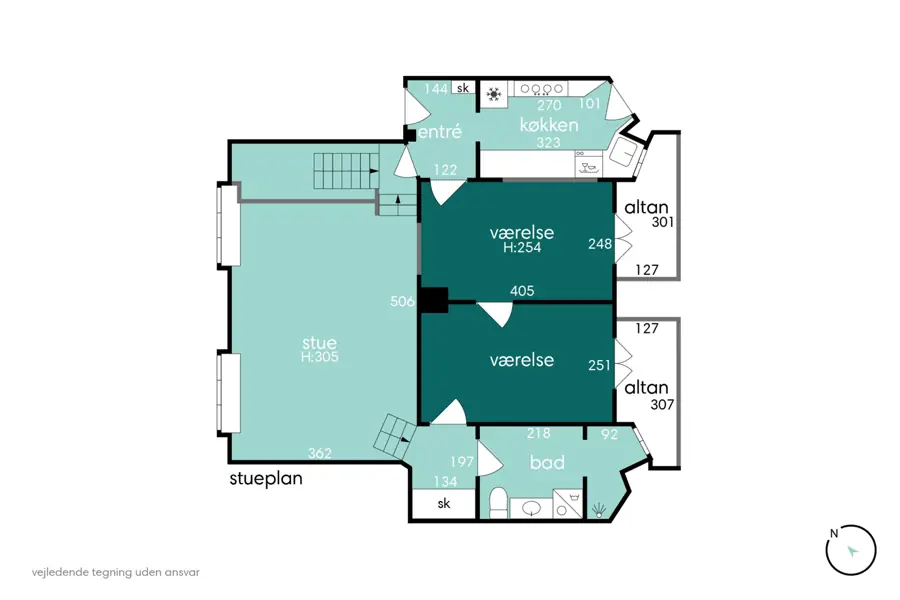 144
sk
270
101
entré
køkken
323
122
altan
301
værelse
H:254
248
127
405
506
127
stue
H:305
værelse
251
altan
307
218
92
362
197
bad
134
stueplan
sk
N
vejledende tegning uden ansvar